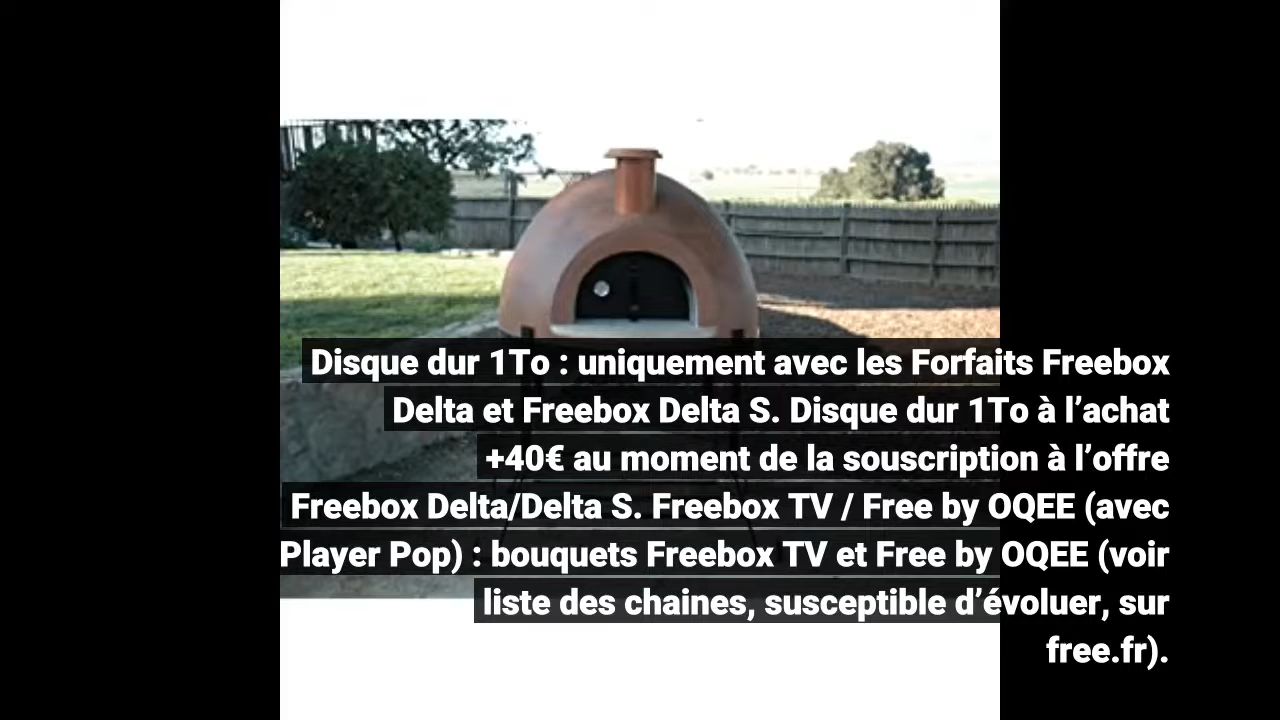 Disque dur 1To : uniquement avec les Forfaits Freebox
Delta et Freebox Delta S. Disque dur 1To à l’achat
+40€ au moment de la souscription à l’offre
Freebox Delta/Delta S. Freebox TV / Free by OQEE (avec
Player Pop) : bouquets Freebox TV et Free by OQEE (voir
liste des chaines, susceptible d’évoluer, sur
free.fr).